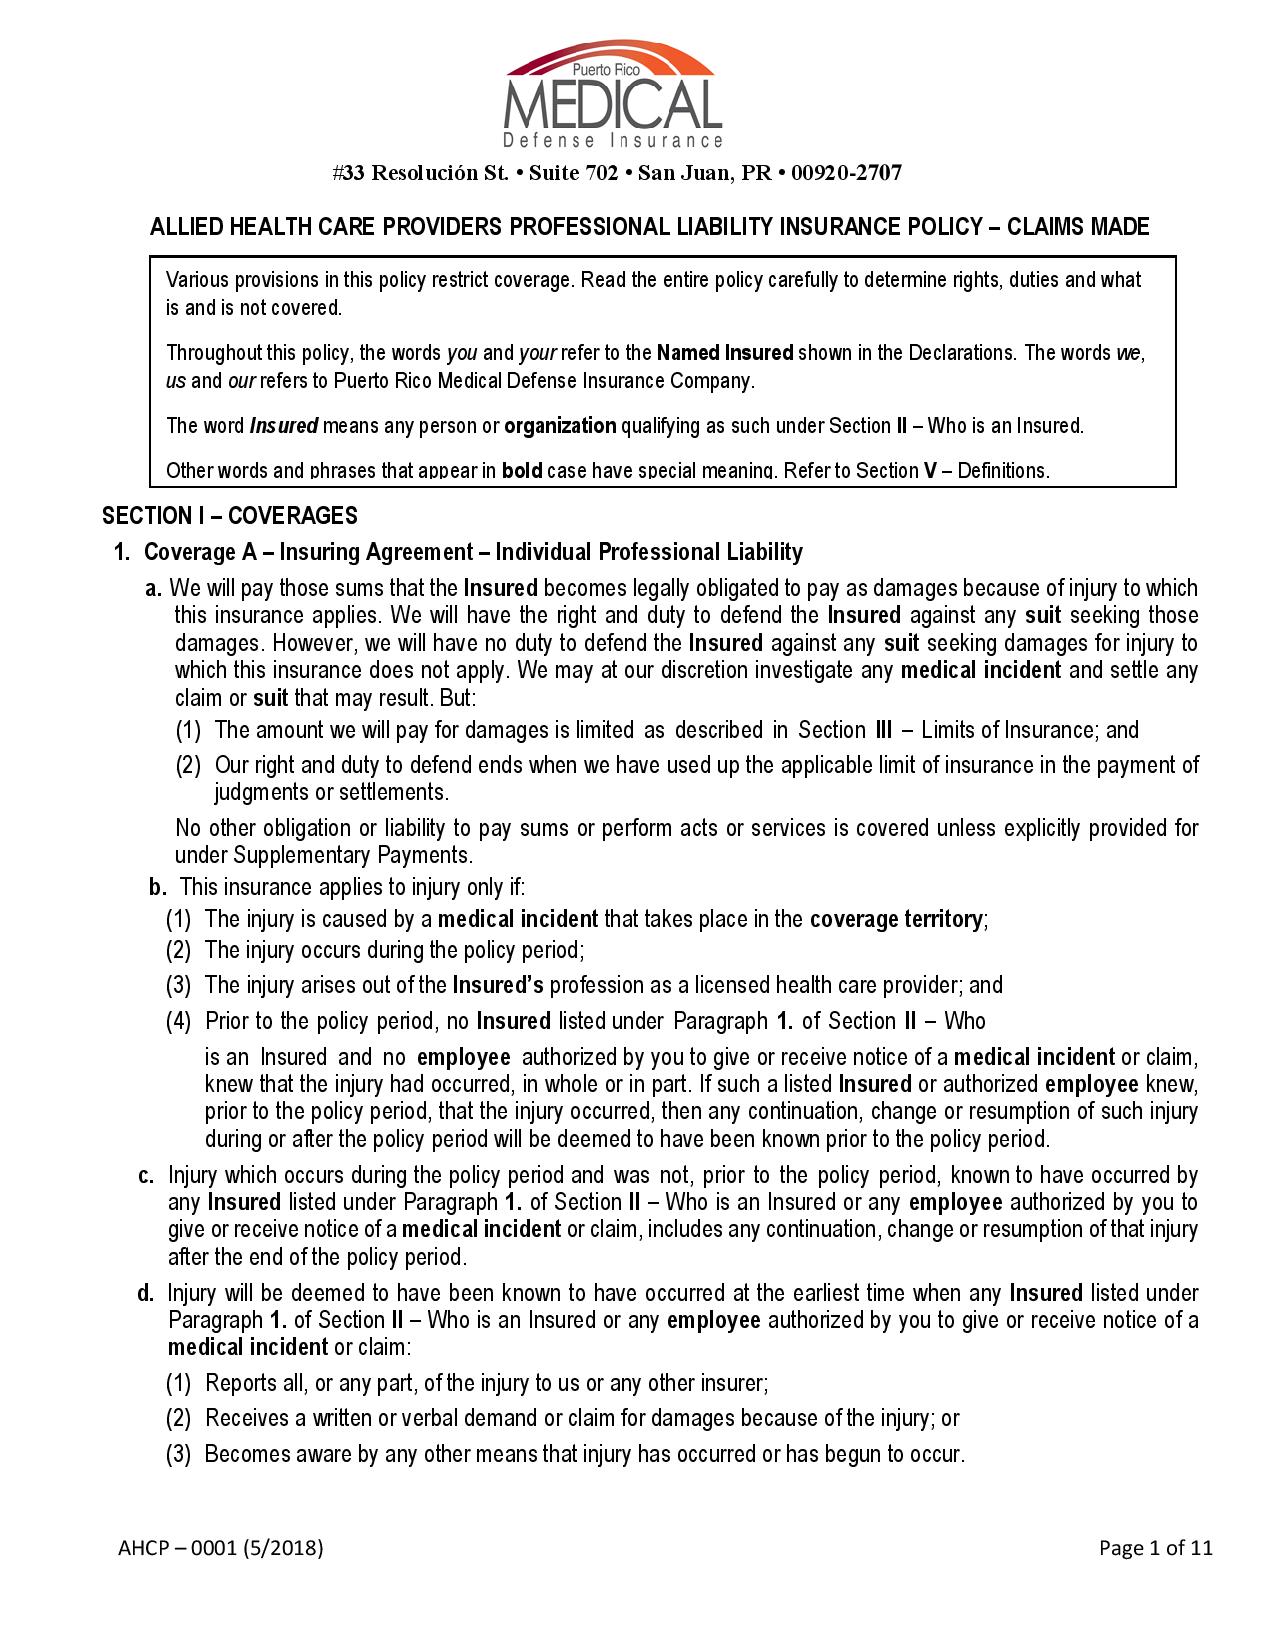 Puerto Rico
MEDICAL
Defense Insurance
#33 Resolución St. • Suite 702 • San Juan, PR • 00920-2707
ALLIED HEALTH CARE PROVIDERS PROFESSIONAL LIABILITY INSURANCE POLICY – CLAIMS MADE
Various provisions in this policy restrict coverage. Read the entire policy carefully to determine rights, duties and what
is and is not covered.
Throughout this policy, the words you and your refer to the Named Insured shown in the Declarations. The words we,
us and our refers to Puerto Rico Medical Defense Insurance Company.
The word Insured means any person or organization qualifying as such under Section II – Who is an Insured.
Other words and phrases that appear in bold case have special meaning. Refer to Section V – Definitions.
SECTION I – COVERAGES
1. Coverage A – Insuring Agreement – Individual Professional Liability
a. We will pay those sums that the Insured becomes legally obligated to pay as damages because of injury to which
this insurance applies. We will have the right and duty to defend the Insured against any suit seeking those
damages. However, we will have no duty to defend the Insured against any suit seeking damages for injury to
which this insurance does not apply. We may at our discretion investigate any medical incident and settle any
claim or suit that may result. But:
(1) The amount we will pay for damages is limited as described in Section III – Limits of Insurance; and
(2) Our right and duty to defend ends when we have used up the applicable limit of insurance in the payment of
judgments or settlements.
No other obligation or liability to pay sums or perform acts or services is covered unless explicitly provided for
under Supplementary Payments.
b. This insurance applies to injury only if:
(1) The injury is caused by a medical incident that takes place in the coverage territory;
(2) The injury occurs during the policy period;
(3) The injury arises out of the Insured's profession as a licensed health care provider; and
(4) Prior to the policy period, no Insured listed under Paragraph 1. of Section II – Who
is an Insured and no employee authorized by you to give or receive notice of a medical incident or claim,
knew that the injury had occurred, in whole or in part. If such a listed Insured or authorized employee knew,
prior to the policy period, that the injury occurred, then any continuation, change or resumption of such injury
during or after the policy period will be deemed to have been known prior to the policy period.
c. Injury which occurs during the policy period and was not, prior to the policy period, known to have occurred by
any Insured listed under Paragraph 1. of Section II – Who is an Insured or any employee authorized by you to
give or receive notice of a medical incident or claim, includes any continuation, change or resumption of that injury
after the end of the policy period.
d. Injury will be deemed to have been known to have occurred at the earliest time when any Insured listed under
Paragraph 1. of Section II – Who is an Insured or any employee authorized by you to give or receive notice of a
medical incident or claim:
(1) Reports all, or any part, of the injury to us or any other insurer;
(2) Receives a written or verbal demand or claim for damages because of the injury; or
(3) Becomes aware by any other means that injury has occurred or has begun to occur.
AHCP – 0001 (5/2018) Page 1 of 11